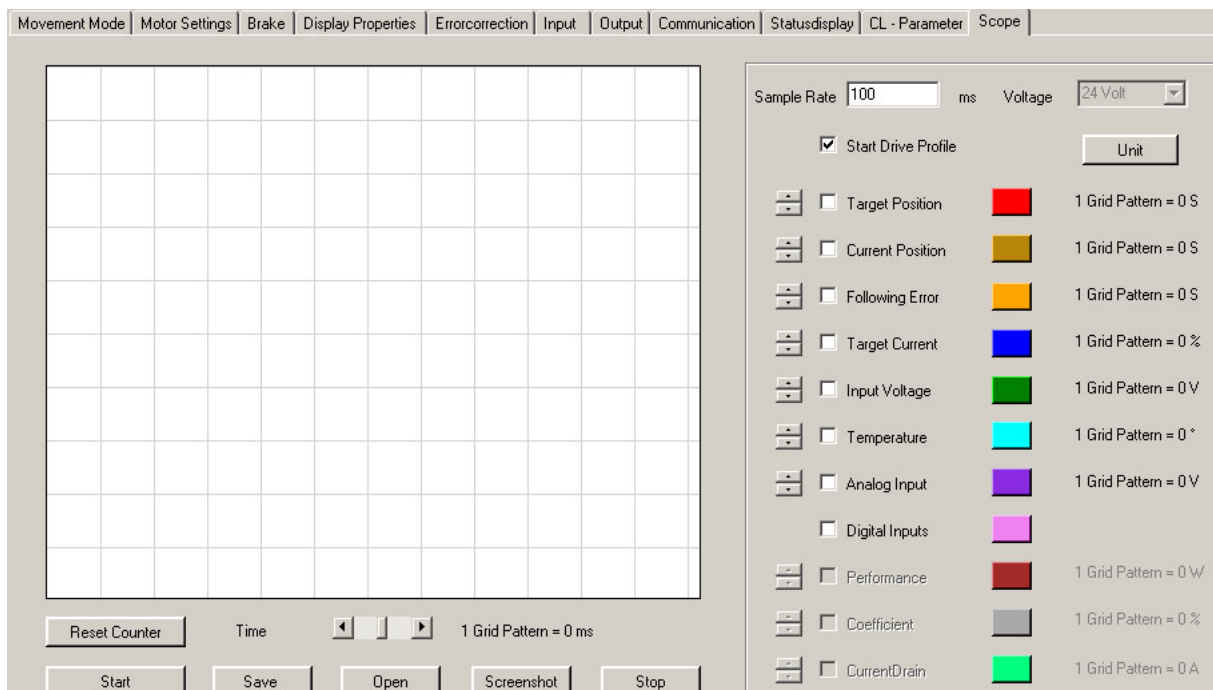 Movement Mode Motor Settings Brake Display Properties Errorcorrection Input Output Communication Statusdisplay CL - Parameter Scope
Sample Rate 100 ms Voltage 24 Volt
Start Drive Profile Unit
Target Position 1 Grid Pattern = 0 S
Current Position 1 Grid Pattern = 0 S
Following Error 1 Grid Pattern = 0 S
Target Current 1 Grid Pattern = 0 %
Input Voltage 1 Grid Pattern = 0 V
Temperature 1 Grid Pattern = 0 °
Analog Input 1 Grid Pattern = 0 V
Digital Inputs
Performance 1 Grid Pattern = 0 W
Coefficient 1 Grid Pattern = 0 %
CurrentDrain 1 Grid Pattern = 0 A
Reset Counter Time 1 Grid Pattern = 0 ms
Start Save Open Screenshot Stop